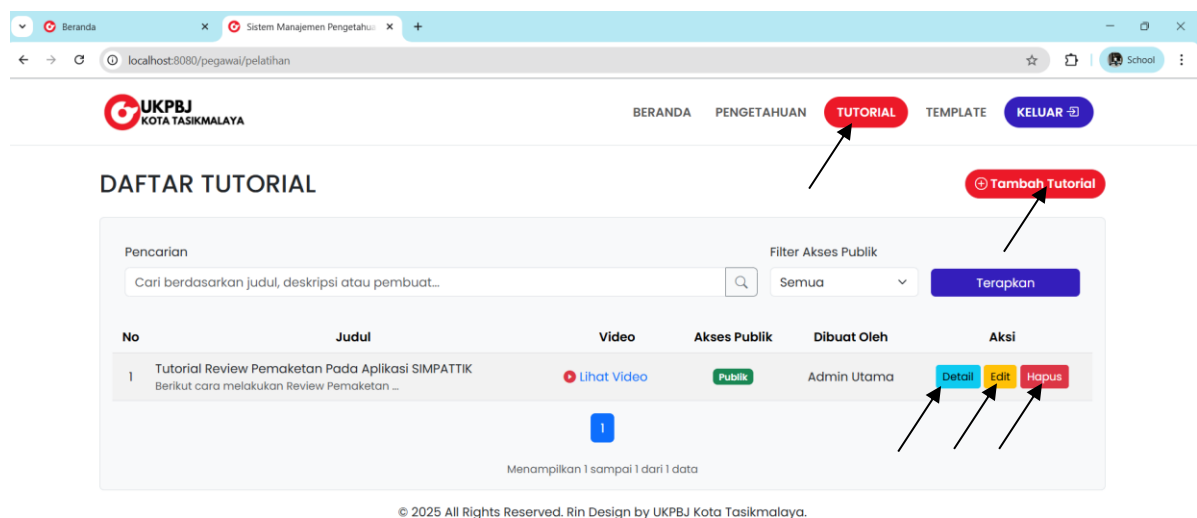 Beranda
Sistem Manajemen Pengetahua
localhost:8080/pegawai/pelatihan
School
UKPBJ
KOTA TASIKMALAYA
BERANDA PENGETAHUAN TUTORIAL TEMPLATE KELUAR
DAFTAR TUTORIAL
Tambah Tutorial
Pencarian
Filter Akses Publik
Cari berdasarkan judul, deskripsi atau pembuat...
Semua
Terapkan
No Judul Video Akses Publik Dibuat Oleh Aksi
1 Tutorial Review Pemaketan Pada Aplikasi SIMPATTIK Lihat Video Publik Admin Utama Detail Edit Hapus
Berikut cara melakukan Review Pemaketan ...
1
Menampilkan 1 sampai 1 dari 1 data
© 2025 All Rights Reserved. Rin Design by UKPBJ Kota Tasikmalaya.